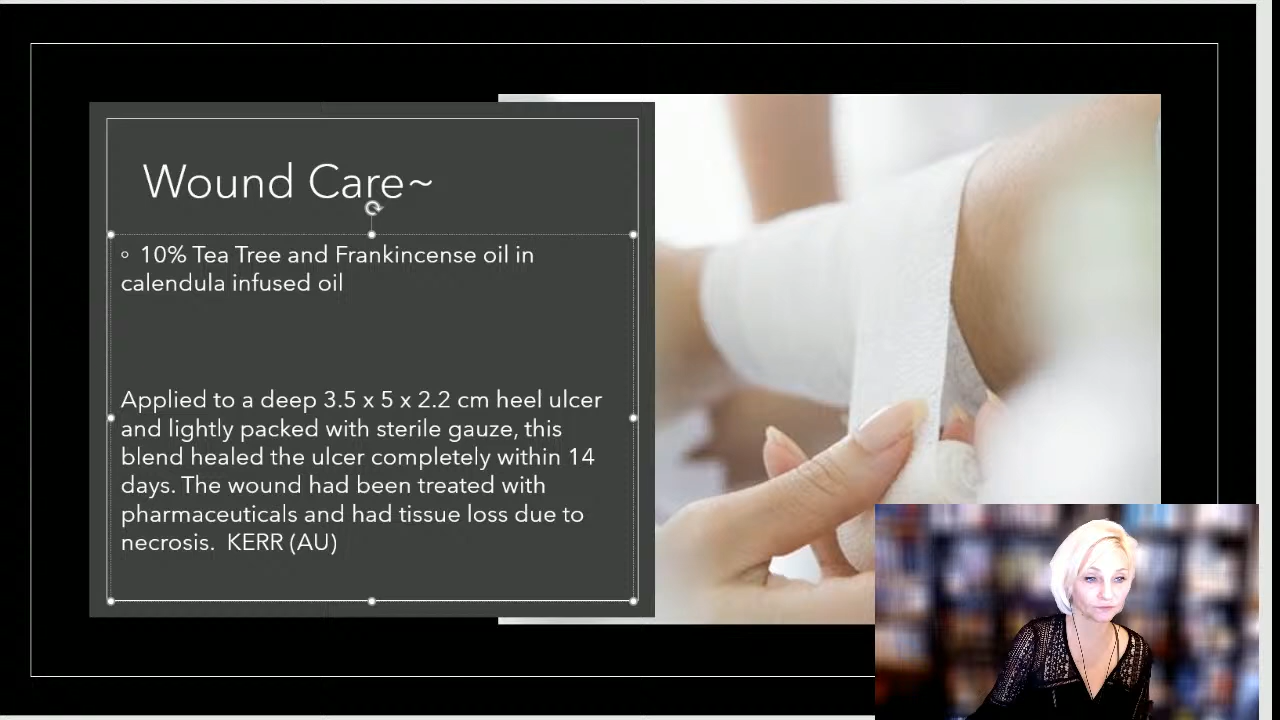 Wound Care~
◦ 10% Tea Tree and Frankincense oil in
calendula infused oil
Applied to a deep 3.5 x 5 x 2.2 cm heel ulcer
and lightly packed with sterile gauze, this
blend healed the ulcer completely within 14
days. The wound had been treated with
pharmaceuticals and had tissue loss due to
necrosis.  KERR (AU)